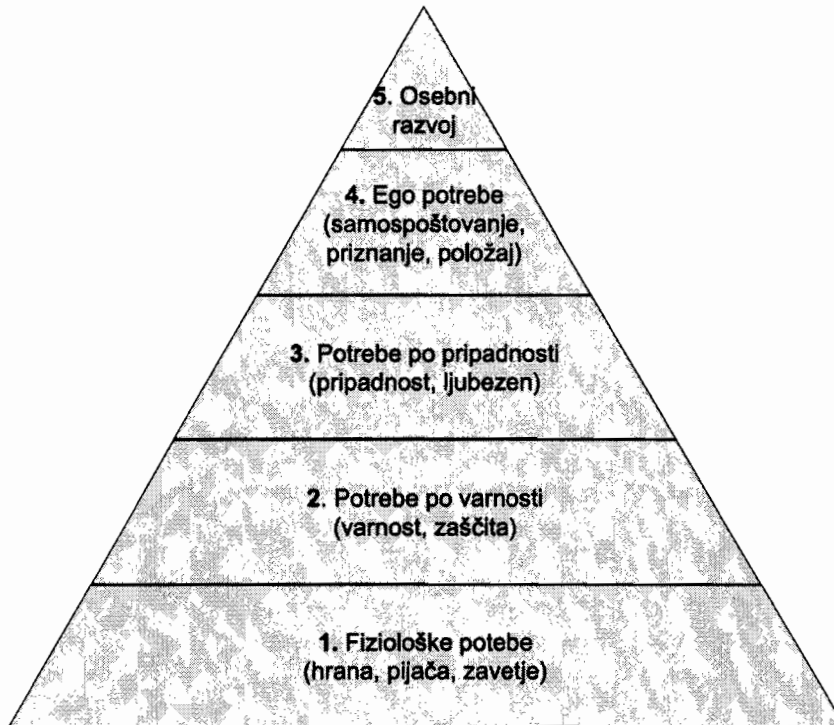 5. Osebni
razvoj
4. Ego potrebe
(samospoštovanje,
priznanje, položaj)
3. Potrebe po pripadnosti
(pripadnost, ljubezen)
2. Potrebe po varnosti
(varnost, zaščita)
1. Fiziološke potebe
(hrana, pijača, zavetje)